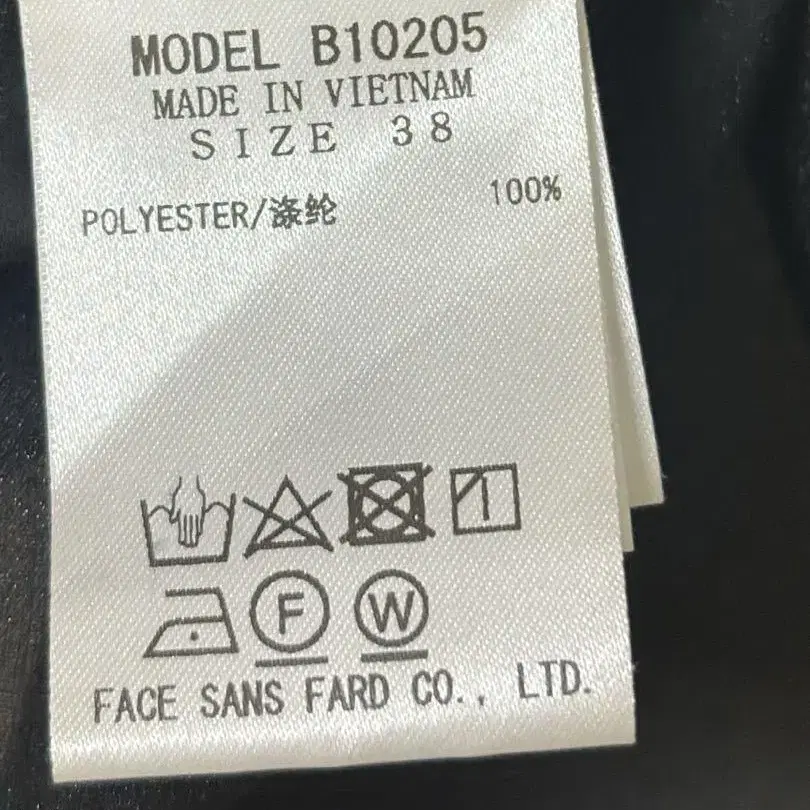 MODEL B10205
MADE IN VIETNAM
SIZE 38
POLYESTER/涤纶 100%
F W
FACE SANS FARD CO., LTD.